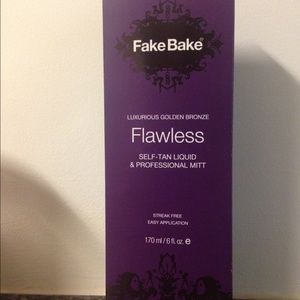 Fake Bake
LUXURIOUS GOLDEN BRONZE
Flawless
SELF-TAN LIQUID
& PROFESSIONAL MITT
STREAK FREE
EASY APPLICATION
170 ml / 6 fl. oz. e